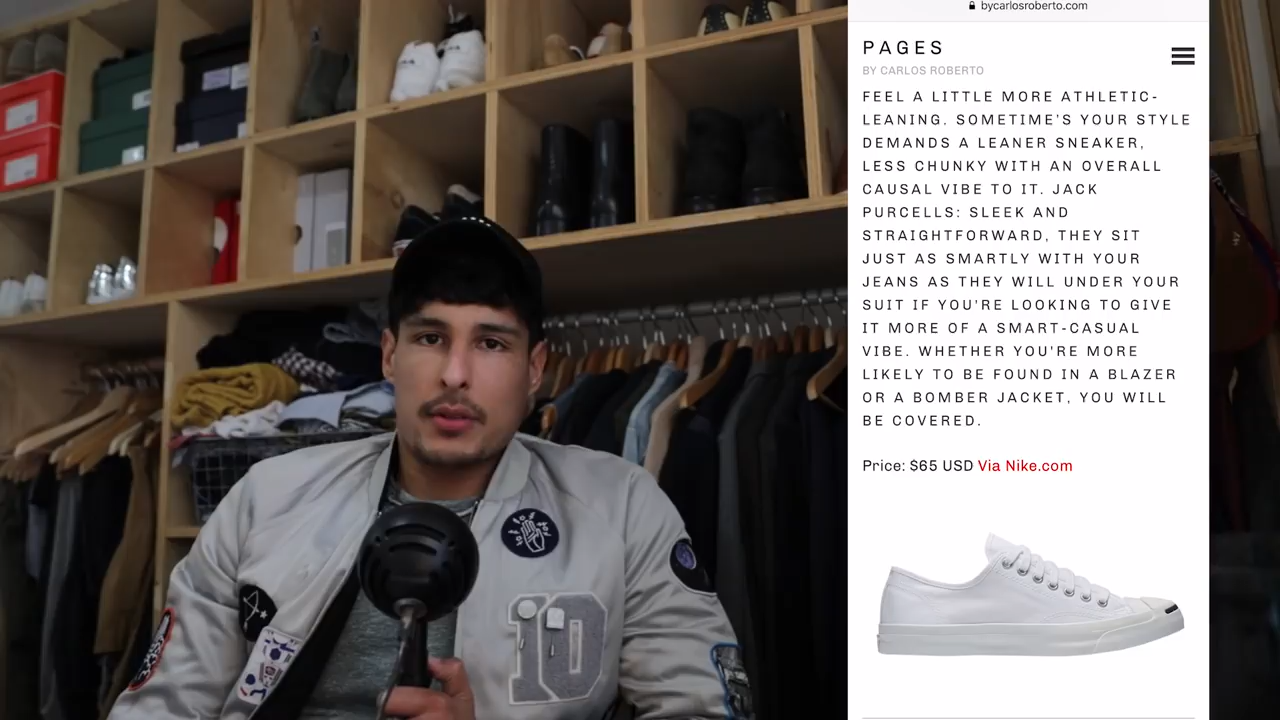 bycarlosroberto.com
PAGES
BY CARLOS ROBERTO
FEEL A LITTLE MORE ATHLETIC-
LEANING. SOMETIME'S YOUR STYLE
DEMANDS A LEANER SNEAKER,
LESS CHUNKY WITH AN OVERALL
CAUSAL VIBE TO IT. JACK
PURCELLS: SLEEK AND
STRAIGHTFORWARD, THEY SIT
JUST AS SMARTLY WITH YOUR
JEANS AS THEY WILL UNDER YOUR
SUIT IF YOU'RE LOOKING TO GIVE
IT MORE OF A SMART-CASUAL
VIBE. WHETHER YOU'RE MORE
LIKELY TO BE FOUND IN A BLAZER
OR A BOMBER JACKET, YOU WILL
BE COVERED.
Price: $65 USD Via Nike.com
10